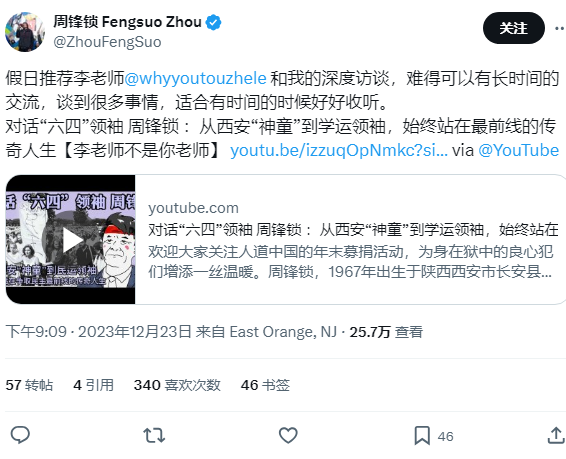 周锋锁 Fengsuo Zhou
@ZhouFengSuo
关注
假日推荐李老师@whyyoutouzhele 和我的深度访谈，难得可以有长时间的
交流，谈到很多事情，适合有时间的时候好好收听。
对话“六四”领袖 周锋锁 ：从西安“神童”到学运领袖，始终站在最前线的传
奇人生【李老师不是你老师】 youtu.be/izzuqOpNmkc?si... via @YouTube
话 “六四” 领袖 周锋
安“神童”到民运领袖
youtube.com
对话“六四”领袖 周锋锁 ：从西安“神童”到学运领袖，始终站在
欢迎大家关注人道中国的年末募捐活动，为身在狱中的良心犯
们增添一丝温暖。周锋锁，1967年出生于陕西西安市长安县...
下午9:09 · 2023年12月23日 来自 East Orange, NJ · 25.7万 查看
57 转帖 4 引用 340 喜欢次数 46 书签
46